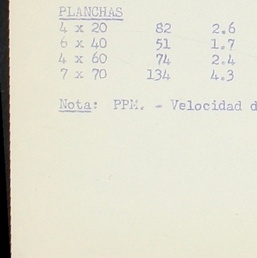 PLANCHAS
4 x 20 82 2.6
6 x 40 51 1.7
4 x 60 74 2.4
7 x 70 134 4.3
Nota: PPM. - Velocidad d